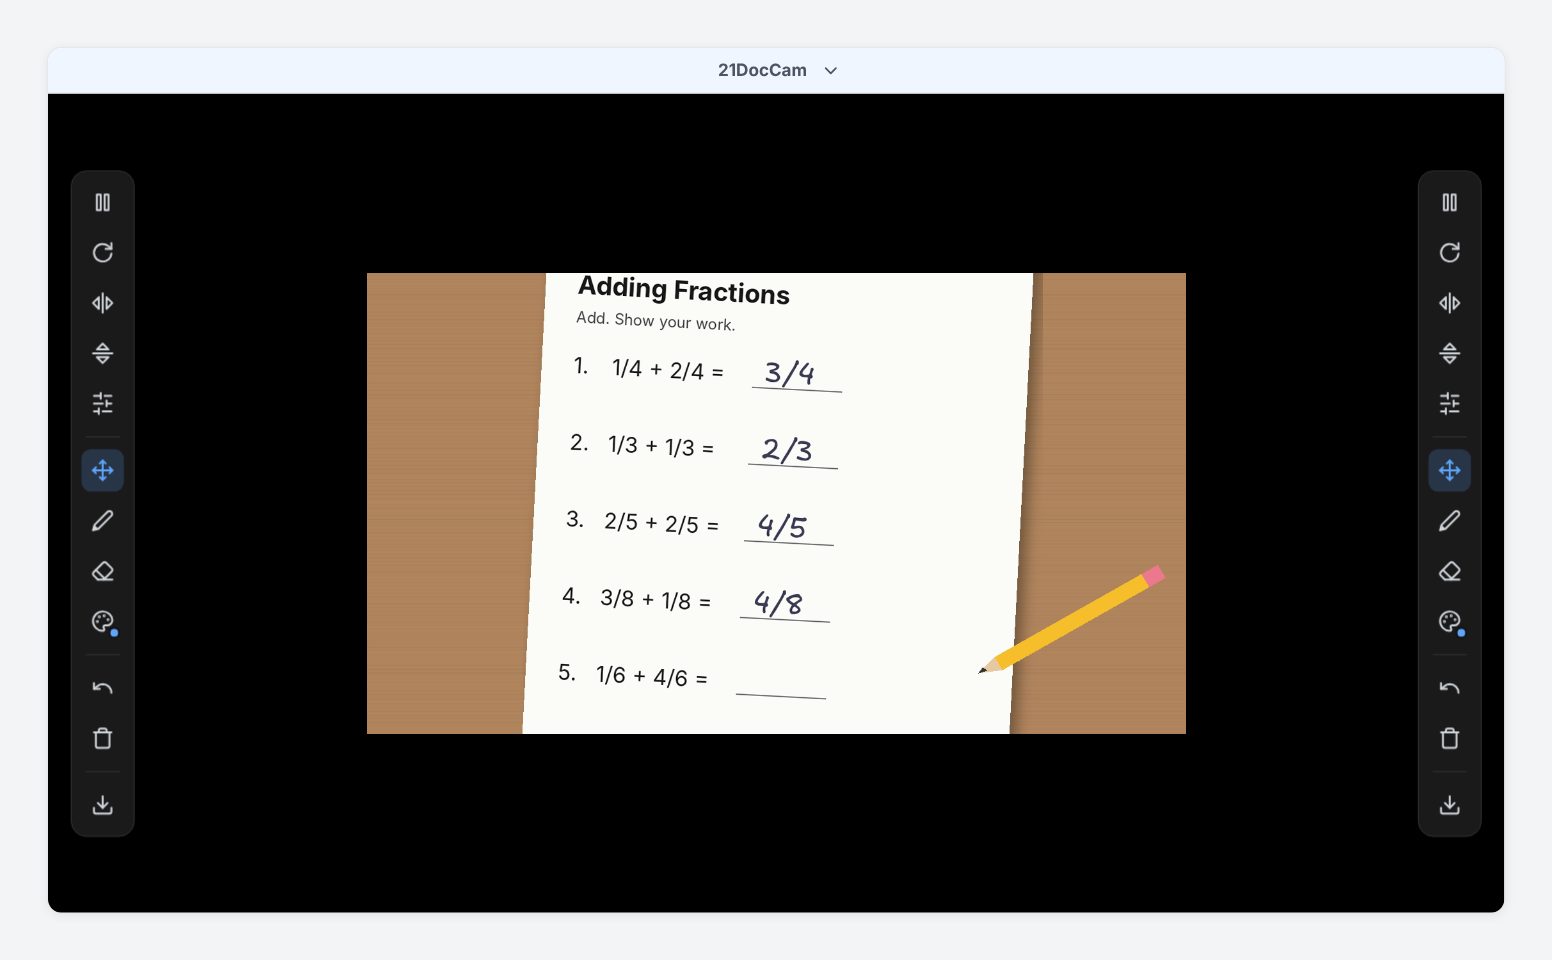 21DocCam
Adding Fractions
Add. Show your work.
1. 1/4 + 2/4 = 3/4
2. 1/3 + 1/3 = 2/3
3. 2/5 + 2/5 = 4/5
4. 3/8 + 1/8 = 4/8
5. 1/6 + 4/6 =